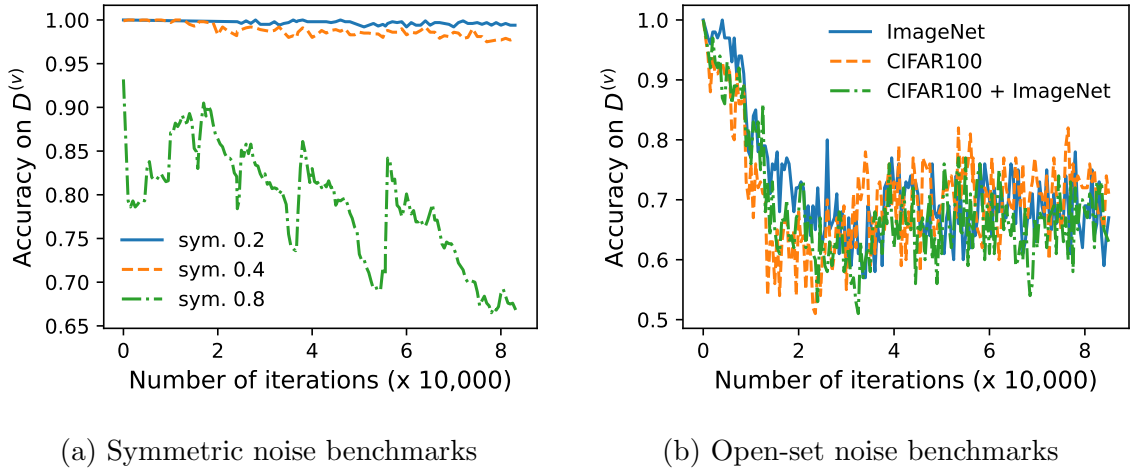 1.00
0.95
0.90
0.85
0.80
0.75
0.70
0.65
Accuracy on D^(v)
sym. 0.2
sym. 0.4
sym. 0.8
0 2 4 6 8
Number of iterations (x 10,000)
(a) Symmetric noise benchmarks
1.0
0.9
0.8
0.7
0.6
0.5
Accuracy on D^(v)
ImageNet
CIFAR100
CIFAR100 + ImageNet
0 2 4 6 8
Number of iterations (x 10,000)
(b) Open-set noise benchmarks